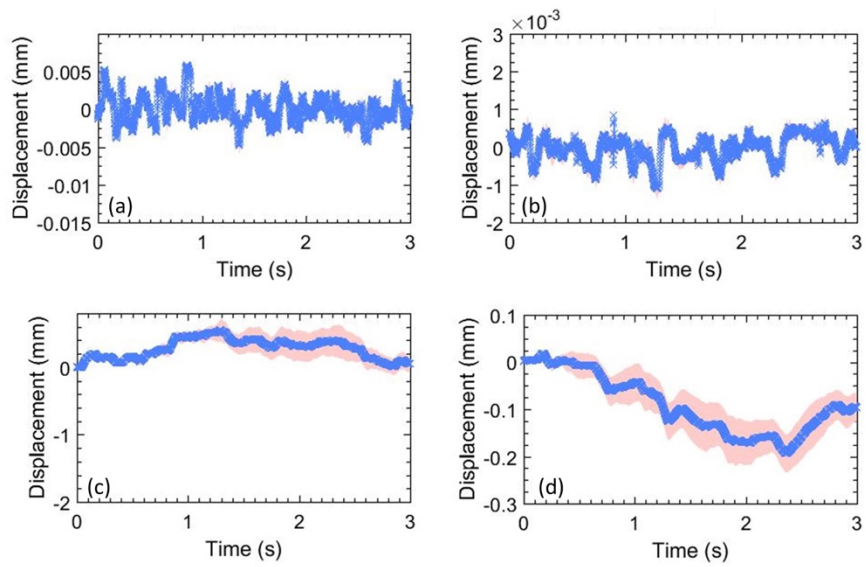 0.005
0
-0.005
-0.01
-0.015
Displacement (mm)
(a)
0 1 2 3
Time (s)
× 10⁻³
3
2
1
0
-1
-2
Displacement (mm)
(b)
0 1 2 3
Time (s)
0
-1
-2
Displacement (mm)
(c)
0 1 2 3
Time (s)
0.1
0
-0.1
-0.2
-0.3
Displacement (mm)
(d)
0 1 2 3
Time (s)